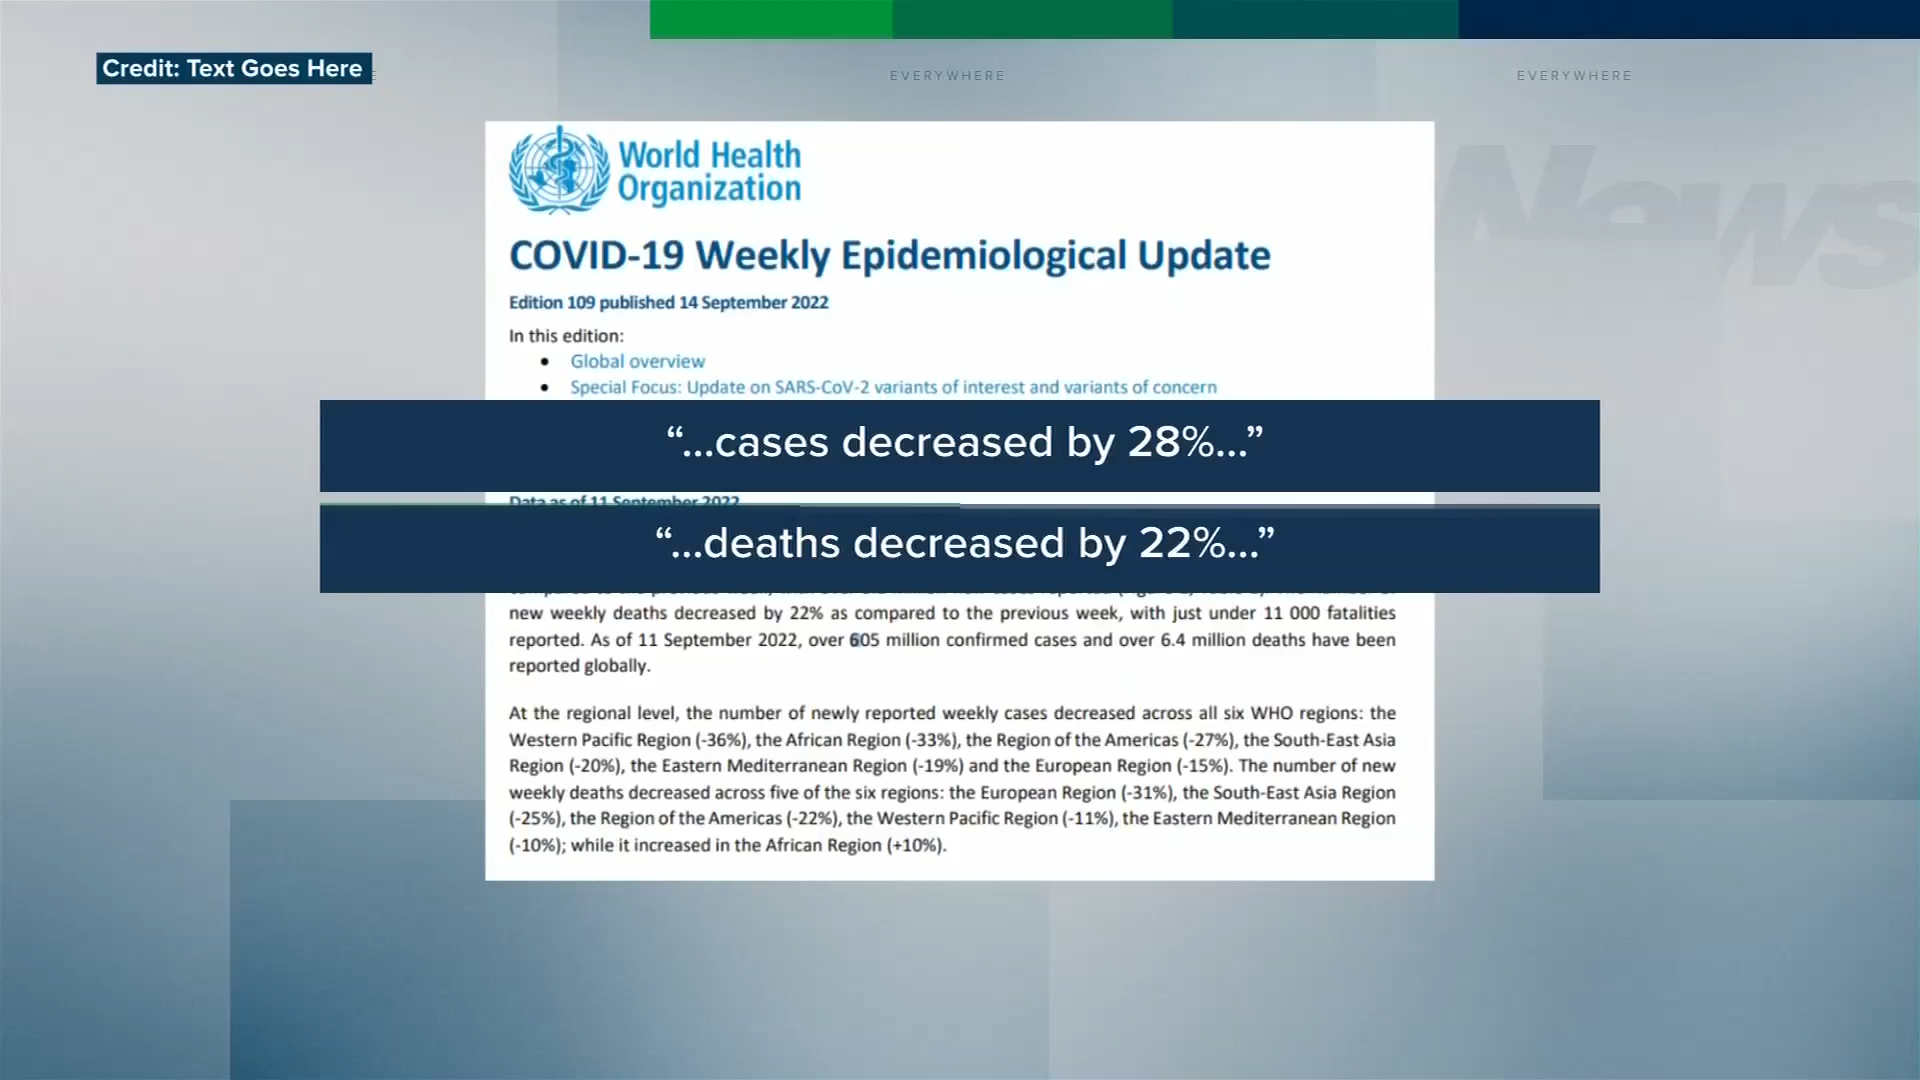 Credit: Text Goes Here
EVERYWHERE
EVERYWHERE
News
World Health
Organization
COVID-19 Weekly Epidemiological Update
Edition 109 published 14 September 2022
In this edition:
• Global overview
• Special Focus: Update on SARS-CoV-2 variants of interest and variants of concern
“...cases decreased by 28%...”
Data as of 11 September 2022
“...deaths decreased by 22%...”
new weekly deaths decreased by 22% as compared to the previous week, with just under 11 000 fatalities
reported. As of 11 September 2022, over 605 million confirmed cases and over 6.4 million deaths have been
reported globally.
At the regional level, the number of newly reported weekly cases decreased across all six WHO regions: the
Western Pacific Region (-36%), the African Region (-33%), the Region of the Americas (-27%), the South-East Asia
Region (-20%), the Eastern Mediterranean Region (-19%) and the European Region (-15%). The number of new
weekly deaths decreased across five of the six regions: the European Region (-31%), the South-East Asia Region
(-25%), the Region of the Americas (-22%), the Western Pacific Region (-11%), the Eastern Mediterranean Region
(-10%); while it increased in the African Region (+10%).